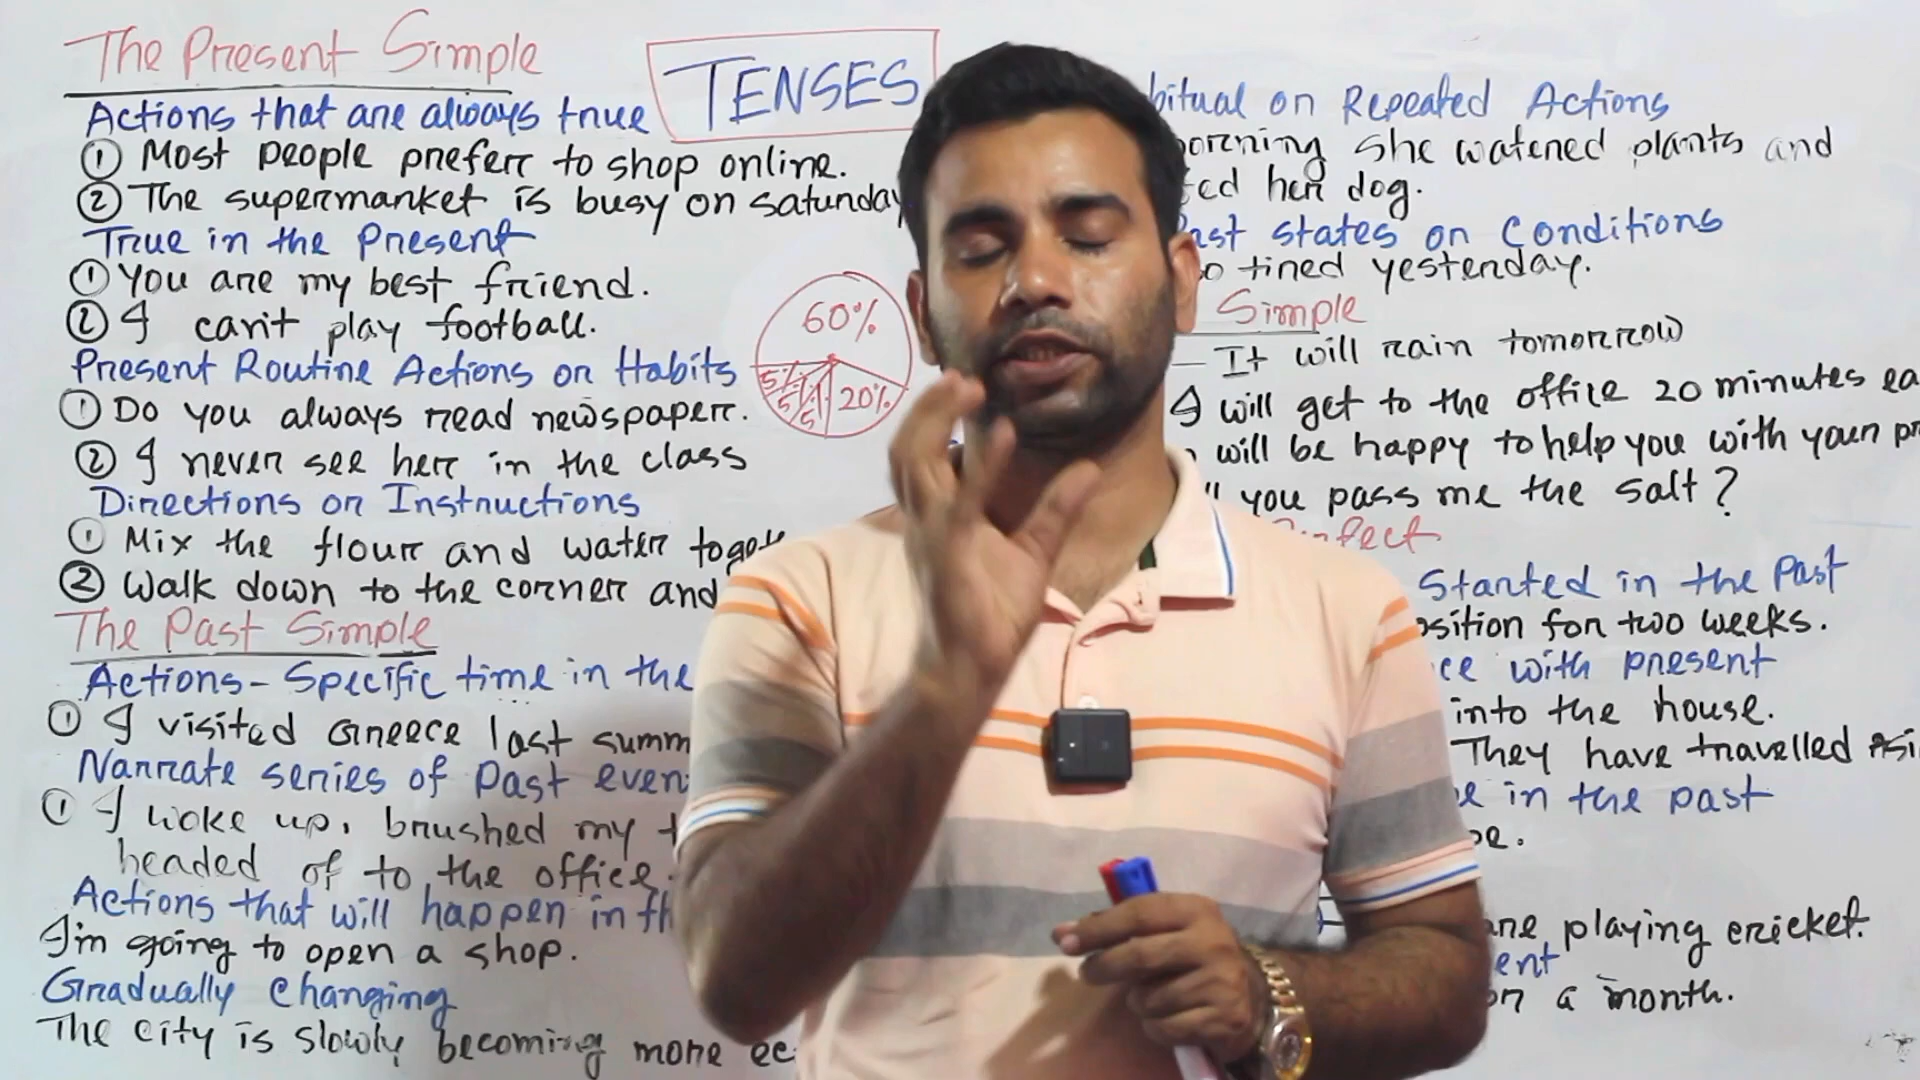 The Present Simple
TENSES
Actions that are always true
① Most people prefer to shop online.
② The supermarket is busy on saturday
True in the Present
① You are my best friend.
② I can't play football.
Present Routine Actions or Habits
① Do you always read newspaper.
② I never see her in the class
Directions or Instructions
① Mix the flour and water
② Walk down to the corner and
The Past Simple
Actions - Specific time in the
① I visited Greece last
Narrate series of Past
① I woke up, brushed my
headed of to the office.
Actions that will happen in
I'm going to open a shop.
Gradually Changing
The city is slowly becoming more
60%
5%
5%
5
20%
on Repeated Actions
she watered plants and
her dog.
states or Conditions
tired yesterday.
Simple
- It will rain tomorrow
I will get to the office 20 minutes
will be happy to help you with your
you pass me the salt?
Started in the Past
for two weeks.
with present
into the house.
They have travelled
in the past
are playing cricket.
a month.